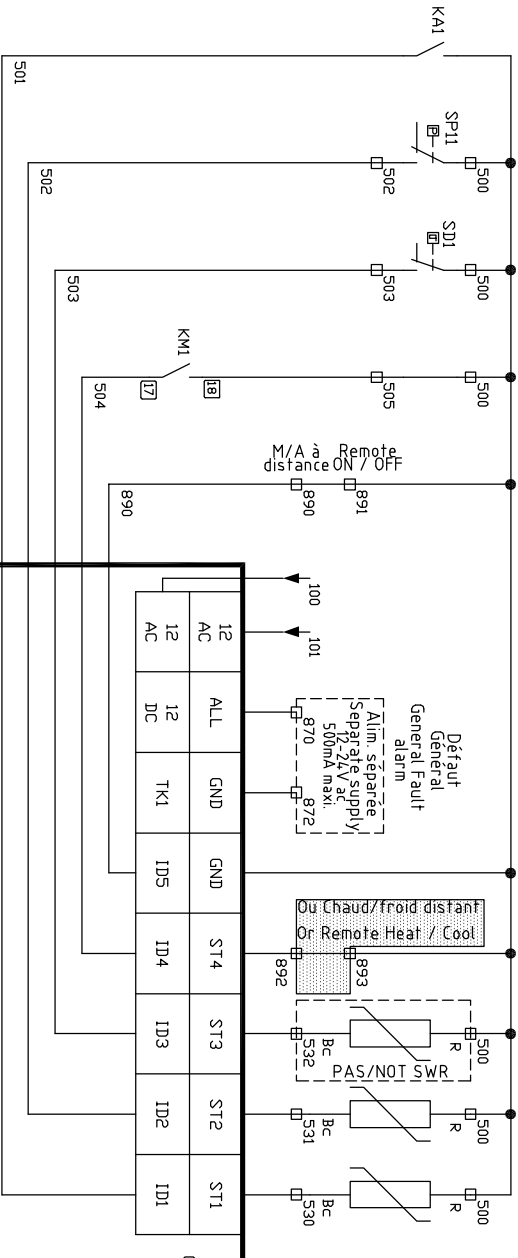 KA1
501
SP11
P
500
502
502
SD1
500
503
503
500
505
KM1
18
17
504
M/A à Remote
distance ON / OFF
891
890
890
100
101
Défaut
Général
General Fault
alarm
Alim. séparée
Separate supply
12-24V ac
500mA maxi.
870
872
Ou Chaud/froid distant
Or Remote Heat / Cool
893
892
500
R
Bc
532
PAS/NOT SWR
500
R
Bc
531
500
R
Bc
530
12
AC
12
AC
ALL
12
DC
GND
TK1
GND
ID5
ST4
ID4
ST3
ID3
ST2
ID2
ST1
ID1